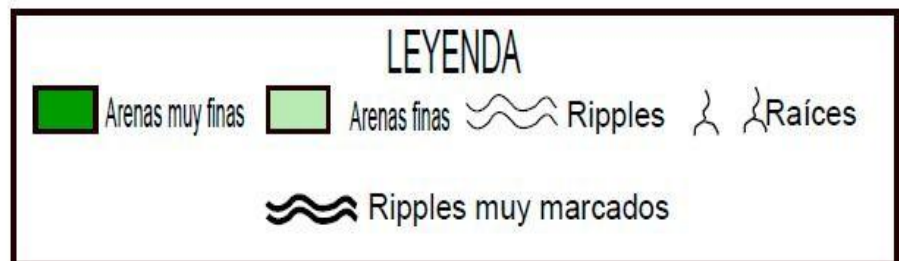 LEYENDA
Arenas muy finas Arenas finas Ripples Raíces
Ripples muy marcados